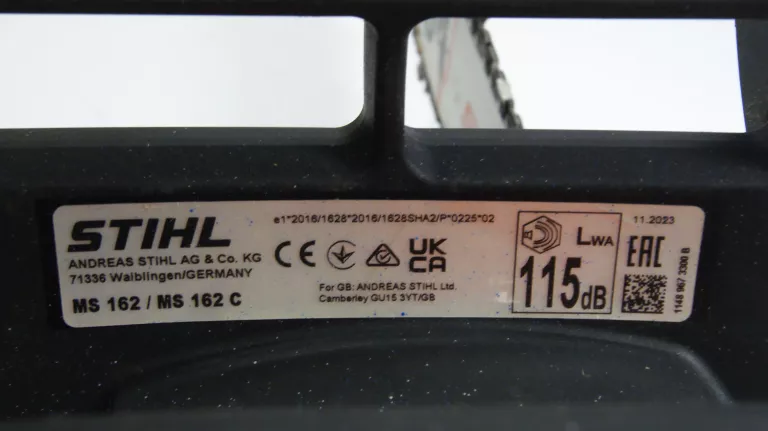 STIHL
ANDREAS STIHL AG & Co. KG
71336 Waiblingen/GERMANY
MS 162 / MS 162 C
e1*2016/1628*2016/1628SHA2/P*0225*02
CE
UK
CA
For GB: ANDREAS STIHL Ltd.
Camberley GU15 3YT/GB
LWA
115dB
11.2023
EAC
1148 967 3300 B